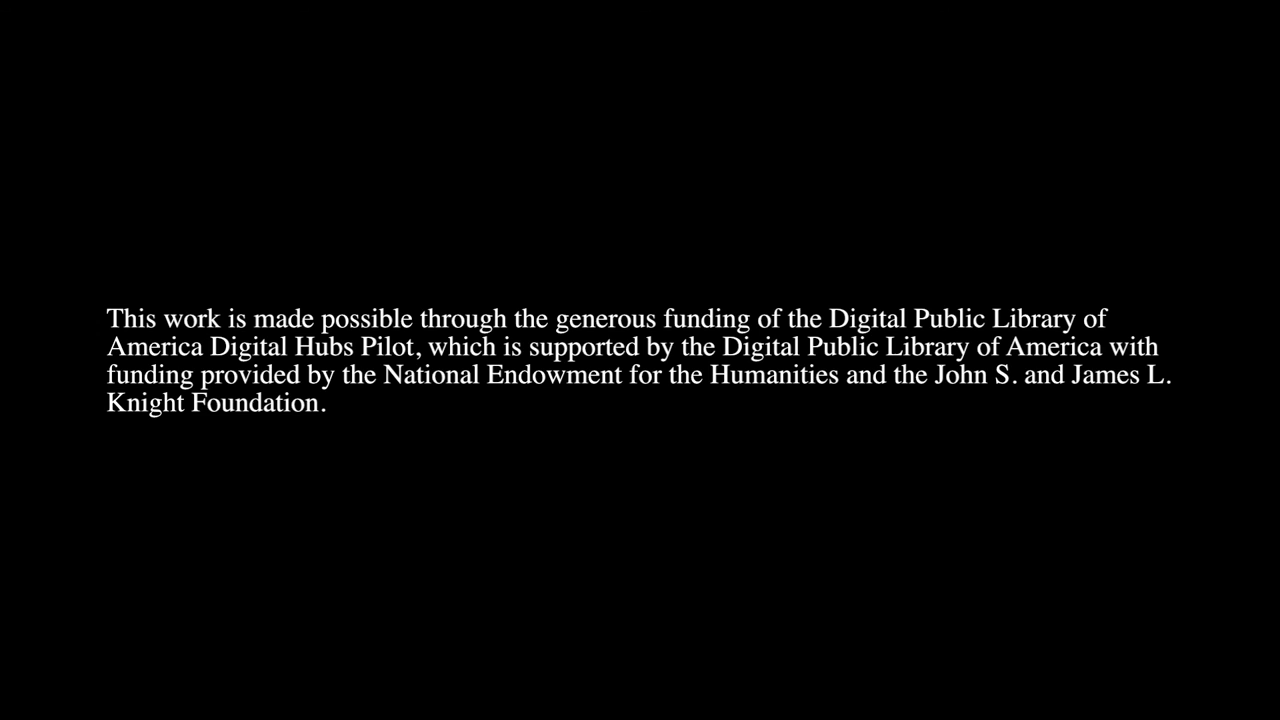 This work is made possible through the generous funding of the Digital Public Library of
America Digital Hubs Pilot, which is supported by the Digital Public Library of America with
funding provided by the National Endowment for the Humanities and the John S. and James L.
Knight Foundation.